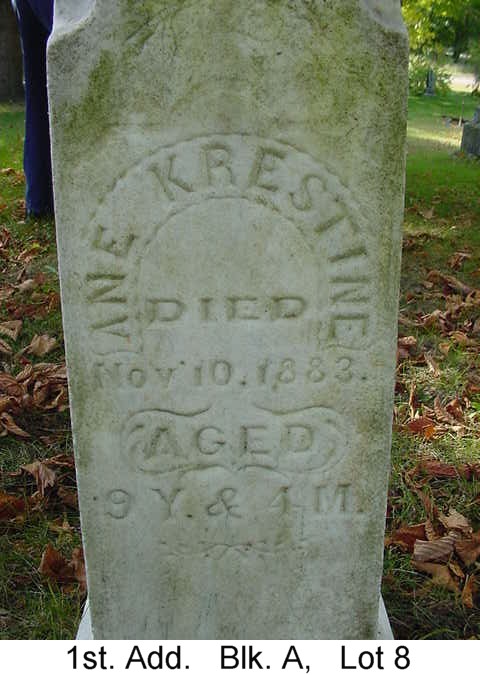 ANE KRESTINE
DIED
Nov 10. 1883.
AGED
9 Y. & 4 M.
1st. Add. Blk. A, Lot 8